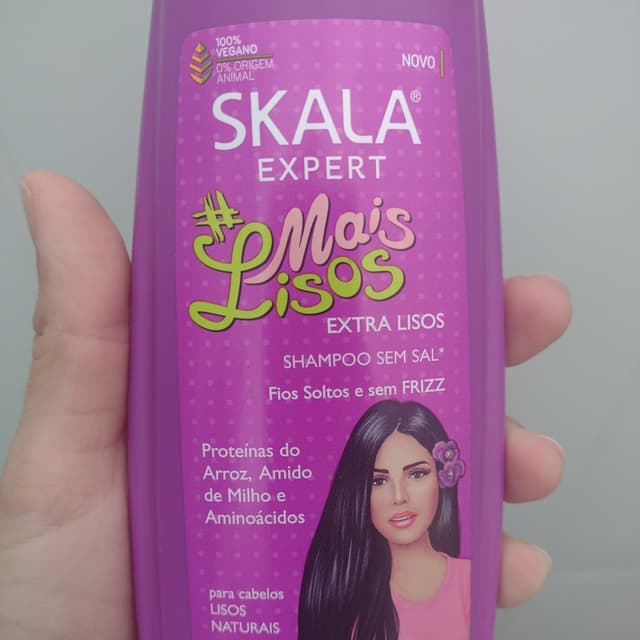 100%
VEGANO
0% ORIGEM
ANIMAL
NOVO
SKALA®
EXPERT
#Mais
Lisos
EXTRA LISOS
SHAMPOO SEM SAL*
Fios Soltos e sem FRIZZ
Proteínas do
Arroz, Amido
de Milho e
Aminoácidos
para cabelos
LISOS
NATURAIS